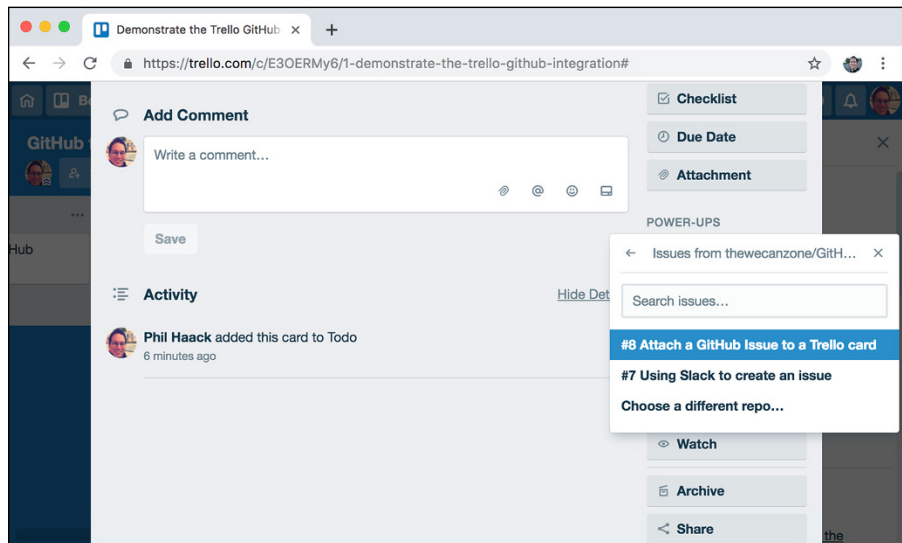 Demonstrate the Trello GitHub
https://trello.com/c/E3OERMy6/1-demonstrate-the-trello-github-integration#
GitHub
Hub
Add Comment
Write a comment...
Save
Activity
Hide Det
Phil Haack added this card to Todo
6 minutes ago
Checklist
Due Date
Attachment
POWER-UPS
Issues from thewecanzone/GitH...
Search issues...
#8 Attach a GitHub Issue to a Trello card
#7 Using Slack to create an issue
Choose a different repo...
Watch
Archive
Share
the